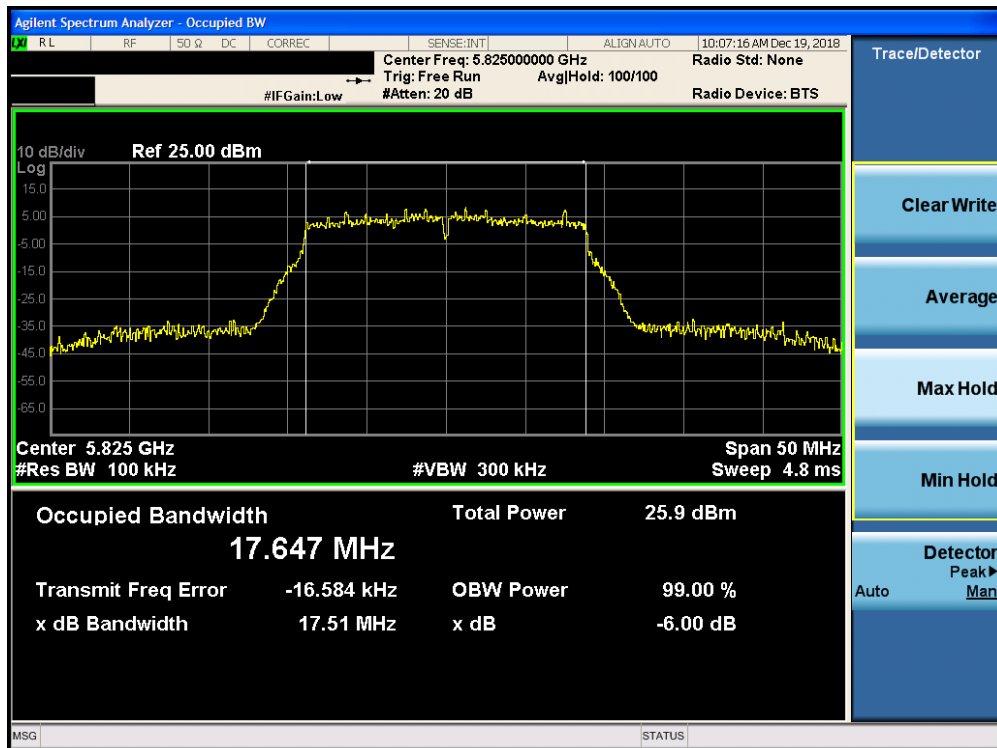 Agilent Spectrum Analyzer - Occupied BW
LXI RL RF 50 Ω DC CORREC SENSE:INT ALIGN AUTO 10:07:16 AM Dec 19, 2018
Center Freq: 5.825000000 GHz Radio Std: None
Trig: Free Run Avg|Hold: 100/100
#IFGain:Low #Atten: 20 dB Radio Device: BTS
10 dB/div Ref 25.00 dBm
Log
15.0
5.00
-5.00
-15.0
-25.0
-35.0
-45.0
-55.0
-65.0
Center 5.825 GHz Span 50 MHz
#Res BW 100 kHz #VBW 300 kHz Sweep 4.8 ms
Occupied Bandwidth Total Power 25.9 dBm
17.647 MHz
Transmit Freq Error -16.584 kHz OBW Power 99.00 %
x dB Bandwidth 17.51 MHz x dB -6.00 dB
Trace/Detector
Clear Write
Average
Max Hold
Min Hold
Detector
Peak▶
Auto Man
MSG STATUS